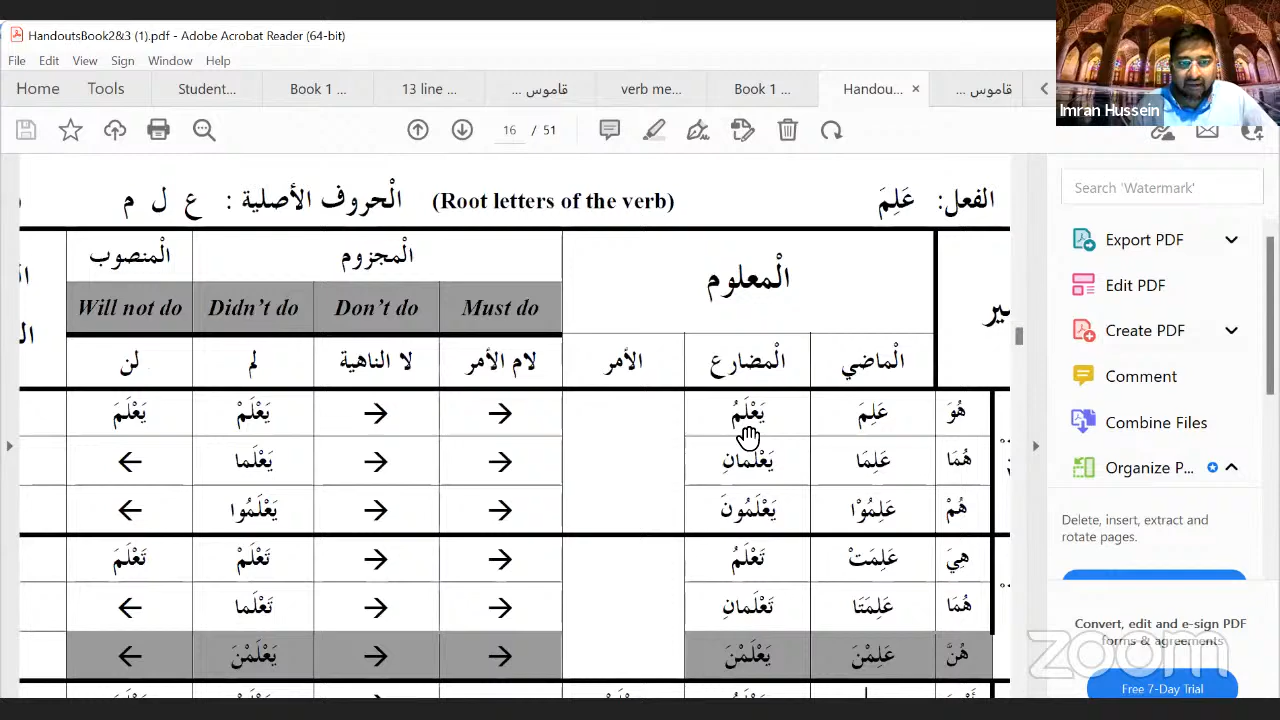 HandoutsBook2&3 (1).pdf - Adobe Acrobat Reader (64-bit)
File Edit View Sign Window Help
Home Tools Student... Book 1 ... 13 line ... قاموس ... verb me... Book 1 ... Handou... × قاموس ...
16 / 51
Imran Hussein
الفعل: عَلِمَ (Root letters of the verb) الْحروف الأصلية : ع ل م
الْمعلوم الْمجزوم الْمنصوب
Must do Don't do Didn't do Will not do
الْماضي الْمضارع الأمر لام الأمر لا الناهية لم لن
هُوَ عَلِمَ يَعْلَمُ → → يَعْلَمْ يَعْلَمَ
هُمَا عَلِمَا يَعْلَمَانِ → → يَعْلَما ←
هُمْ عَلِمُوْا يَعْلَمُونَ → → يَعْلَمُوا ←
هِيَ عَلِمَتْ تَعْلَمُ → → تَعْلَمْ تَعْلَمَ
هُمَا عَلِمَتَا تَعْلَمانِ → → تَعْلَما ←
هُنَّ عَلِمْنَ يَعْلَمْنَ → → يَعْلَمْنَ ←
Search 'Watermark'
Export PDF
Edit PDF
Create PDF
Comment
Combine Files
Organize P...
Delete, insert, extract and
rotate pages.
Convert, edit and e-sign PDF
forms & agreements
Free 7-Day Trial
zoom